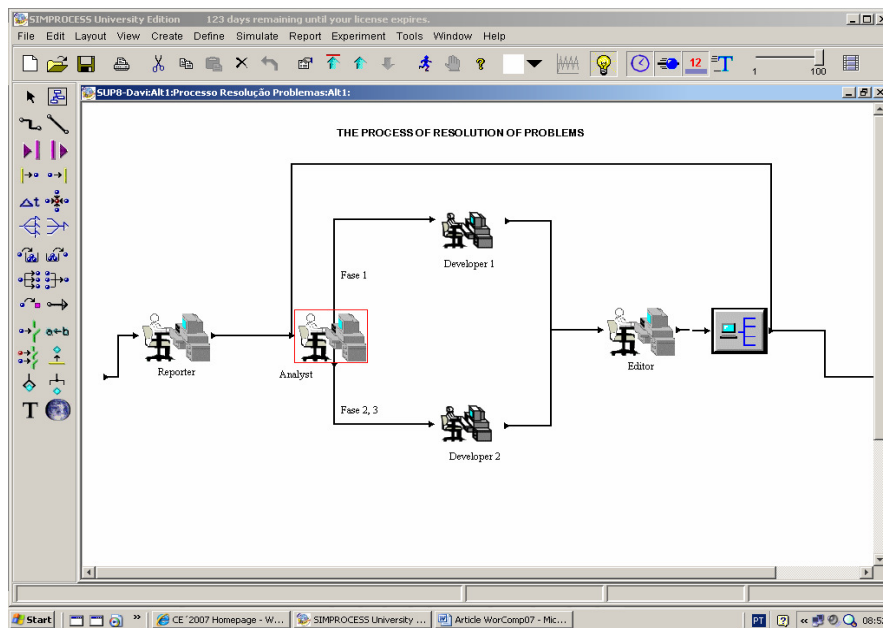 SIMPROCESS University Edition 123 days remaining until your license expires.
File Edit Layout View Create Define Simulate Report Experiment Tools Window Help
12 T
1 100
SUP8-Davi:Alt1:Processo Resolução Problemas:Alt1:
THE PROCESS OF RESOLUTION OF PROBLEMS
Δt
a←b
T
Developer 1
Fase 1
Reporter
Analyst
Editor
Fase 2, 3
Developer 2
Start
»
CE´2007 Homepage - W...
SIMPROCESS University ...
Article WorComp07 - Mic...
PT
«